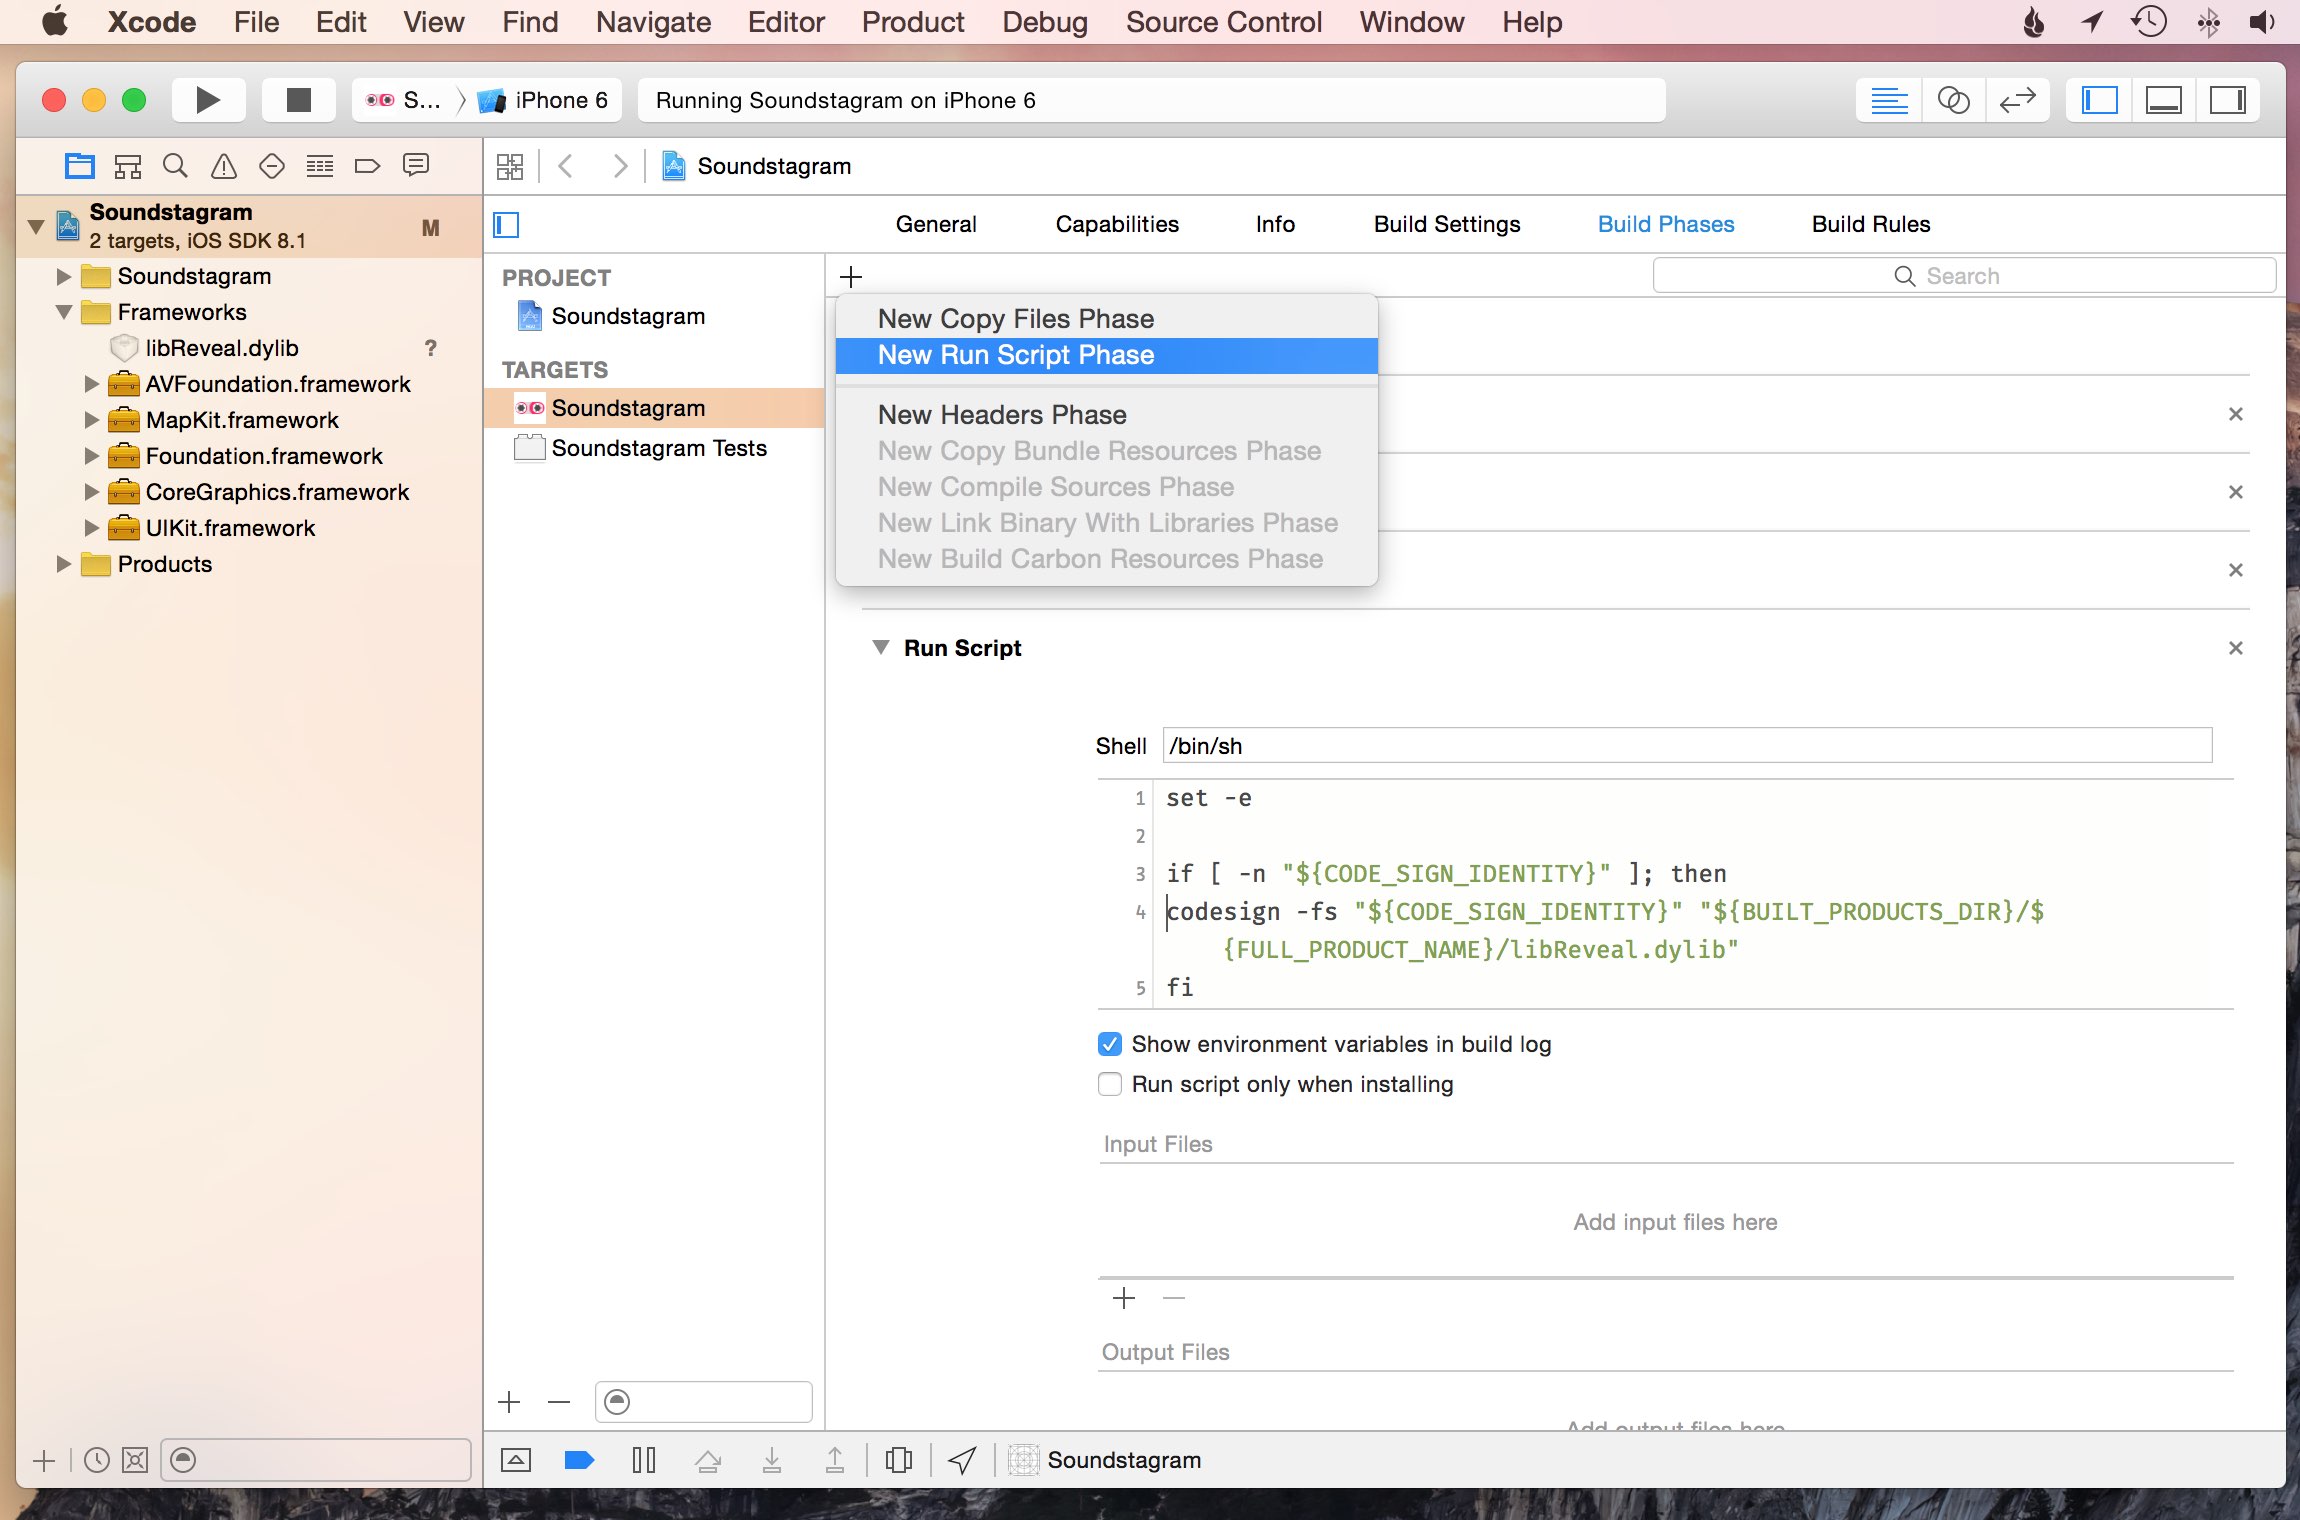 Xcode File Edit View Find Navigate Editor Product Debug Source Control Window Help
S... iPhone 6 Running Soundstagram on iPhone 6
Soundstagram
Soundstagram
2 targets, iOS SDK 8.1
M
Soundstagram
Frameworks
libReveal.dylib ?
AVFoundation.framework
MapKit.framework
Foundation.framework
CoreGraphics.framework
UIKit.framework
Products
General Capabilities Info Build Settings Build Phases Build Rules
PROJECT
Soundstagram
TARGETS
Soundstagram
Soundstagram Tests
Search
New Copy Files Phase
New Run Script Phase
New Headers Phase
New Copy Bundle Resources Phase
New Compile Sources Phase
New Link Binary With Libraries Phase
New Build Carbon Resources Phase
Run Script
Shell /bin/sh
1 set -e
2
3 if [ -n "${CODE_SIGN_IDENTITY}" ]; then
4 codesign -fs "${CODE_SIGN_IDENTITY}" "${BUILT_PRODUCTS_DIR}/$
{FULL_PRODUCT_NAME}/libReveal.dylib"
5 fi
Show environment variables in build log
Run script only when installing
Input Files
Add input files here
Output Files
Add output files here
Soundstagram